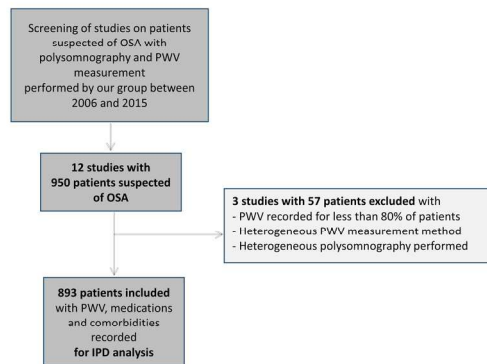 Screening of studies on patients
suspected of OSA with
polysomnography and PWV
measurement
performed by our group between
2006 and 2015
12 studies with
950 patients suspected
of OSA
3 studies with 57 patients excluded with
- PWV recorded for less than 80% of patients
- Heterogeneous PWV measurement method
- Heterogeneous polysomnography performed
893 patients included
with PWV, medications
and comorbidities
recorded
for IPD analysis